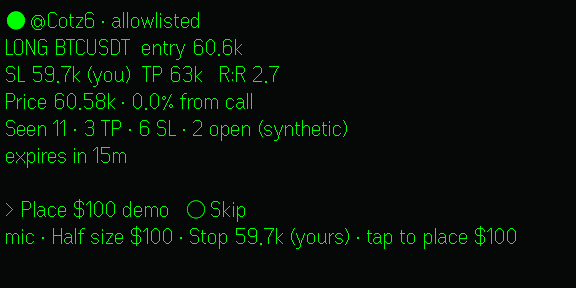 @Cotz6 · allowlisted
LONG BTCUSDT entry 60.6k
SL 59.7k (you) TP 63k R:R 2.7
Price 60.58k · 0.0% from call
Seen 11 · 3 TP · 6 SL · 2 open (synthetic)
expires in 15m
> Place $100 demo ◯ Skip
mic · Half size $100 · Stop 59.7k (yours) · tap to place $100